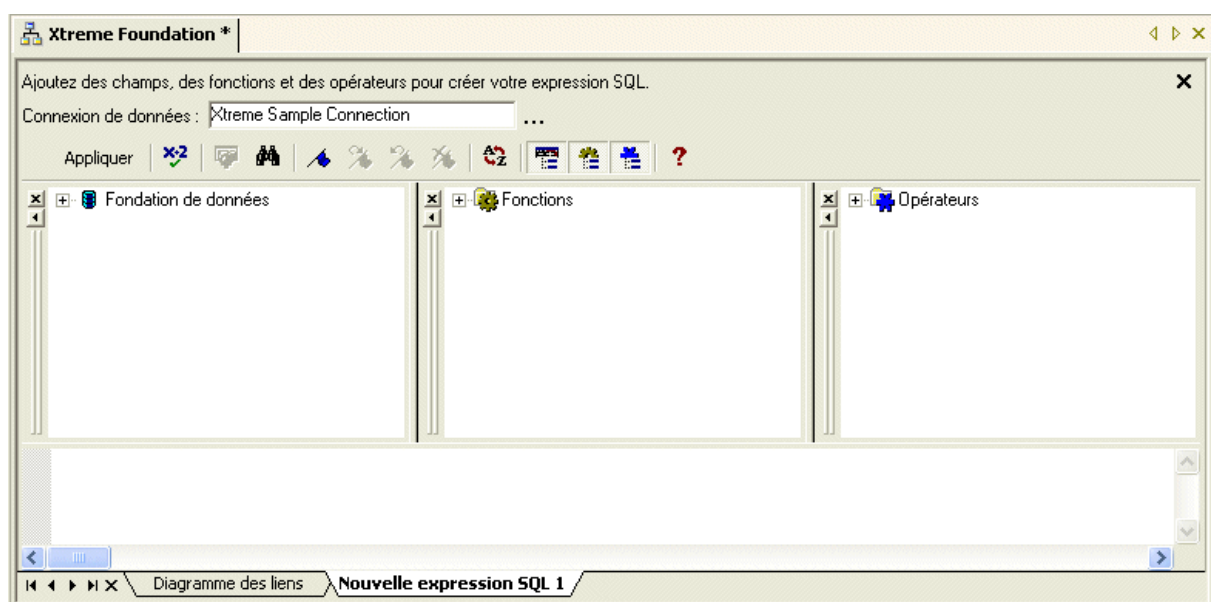 Xtreme Foundation *
Ajoutez des champs, des fonctions et des opérateurs pour créer votre expression SQL.
Connexion de données : Xtreme Sample Connection ...
Appliquer x+2 A Z ?
Fondation de données
Fonctions
Opérateurs
Diagramme des liens
Nouvelle expression SQL 1